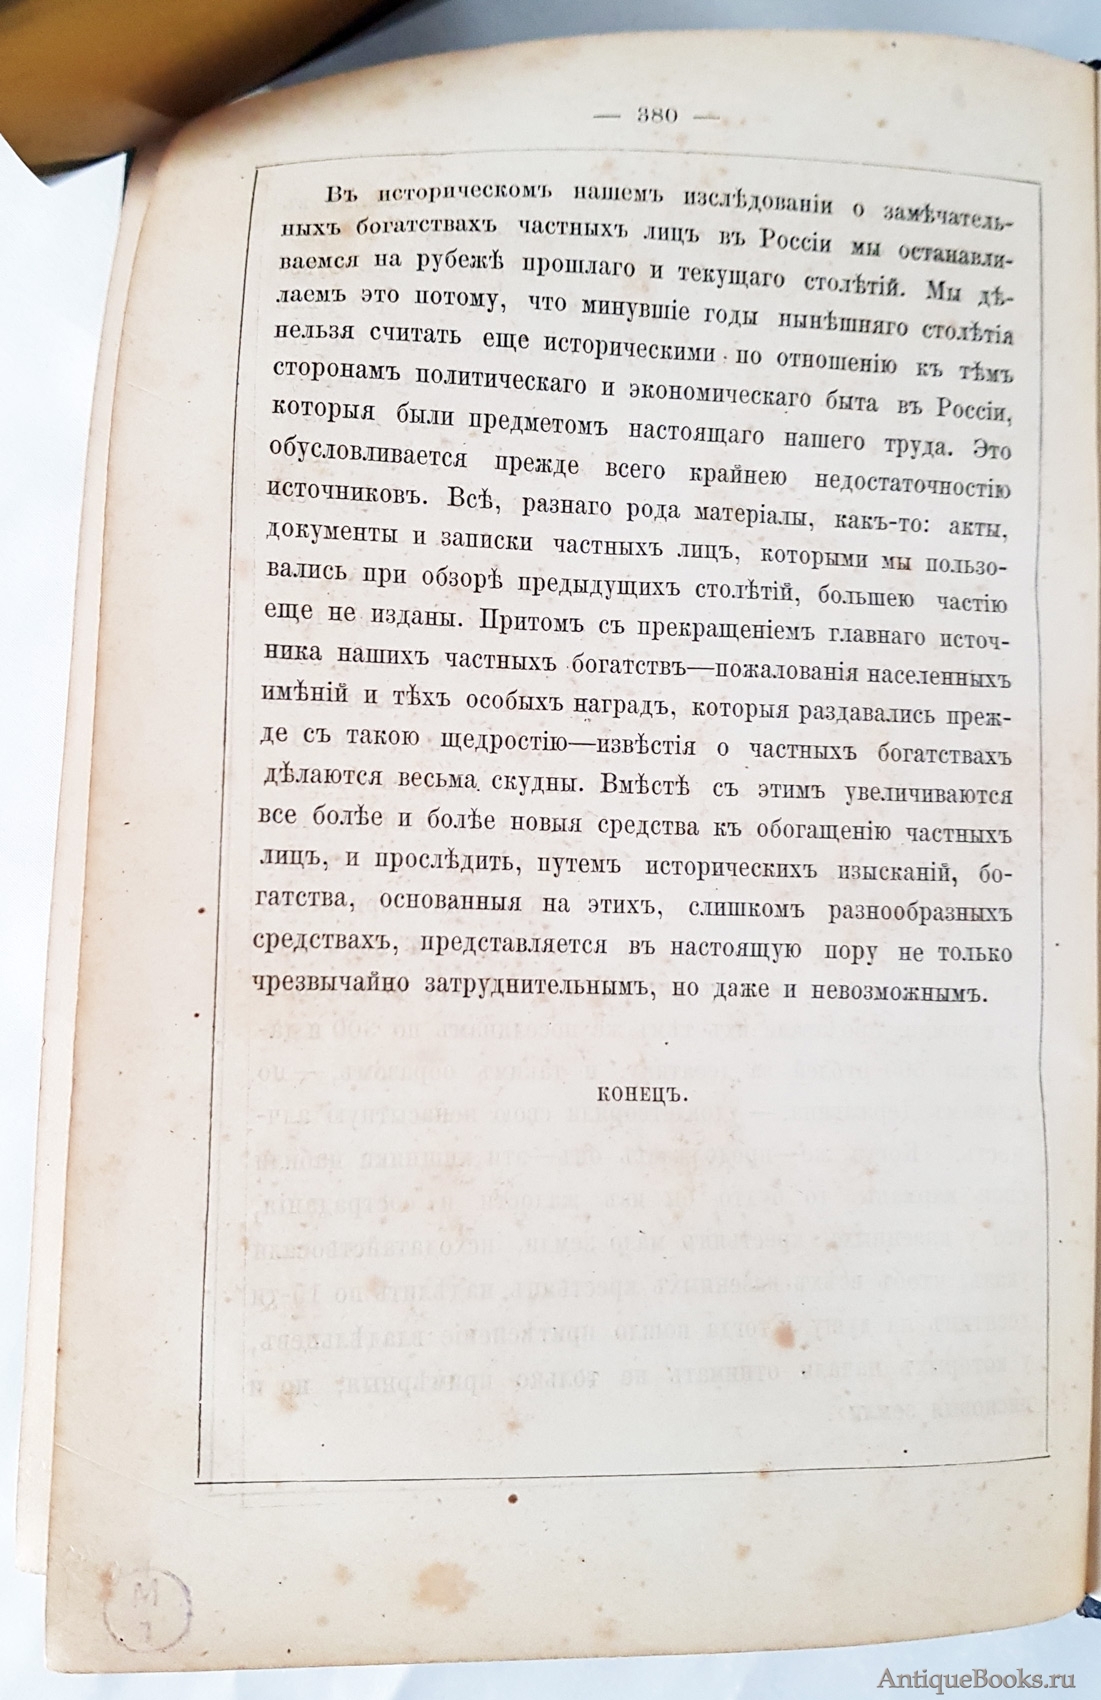 — 380 —
Въ историческомъ нашемъ изслѣдованіи о замѣчатель-
ныхъ богатствахъ частныхъ лицъ въ Россіи мы останавли-
ваемся на рубежѣ прошлаго и текущаго столѣтій. Мы дѣ-
лаемъ это потому, что минувшіе годы нынѣшняго столѣтія
нельзя считать еще историческими по отношенію къ тѣмъ
сторонамъ политическаго и экономическаго быта въ Россіи,
которыя были предметомъ настоящаго нашего труда. Это
обусловливается прежде всего крайнею недостаточностію
источниковъ. Всѣ, разнаго рода матеріалы, какъ-то: акты,
документы и записки частныхъ лицъ, которыми мы пользо-
вались при обзорѣ предыдущихъ столѣтій, большею частію
еще не изданы. Притомъ съ прекращеніемъ главнаго источ-
ника нашихъ частныхъ богатствъ—пожалованія населенныхъ
имѣній и тѣхъ особыхъ наградъ, которыя раздавались преж-
де съ такою щедростію—извѣстія о частныхъ богатствахъ
дѣлаются весьма скудны. Вмѣстѣ съ этимъ увеличиваются
все болѣе и болѣе новыя средства къ обогащенію частныхъ
лицъ, и прослѣдить, путемъ историческихъ изысканій, бо-
гатства, основанныя на этихъ, слишкомъ разнообразныхъ
средствахъ, представляется въ настоящую пору не только
чрезвычайно затруднительнымъ, но даже и невозможнымъ.
КОНЕЦЪ.
М
AntiqueBooks.ru